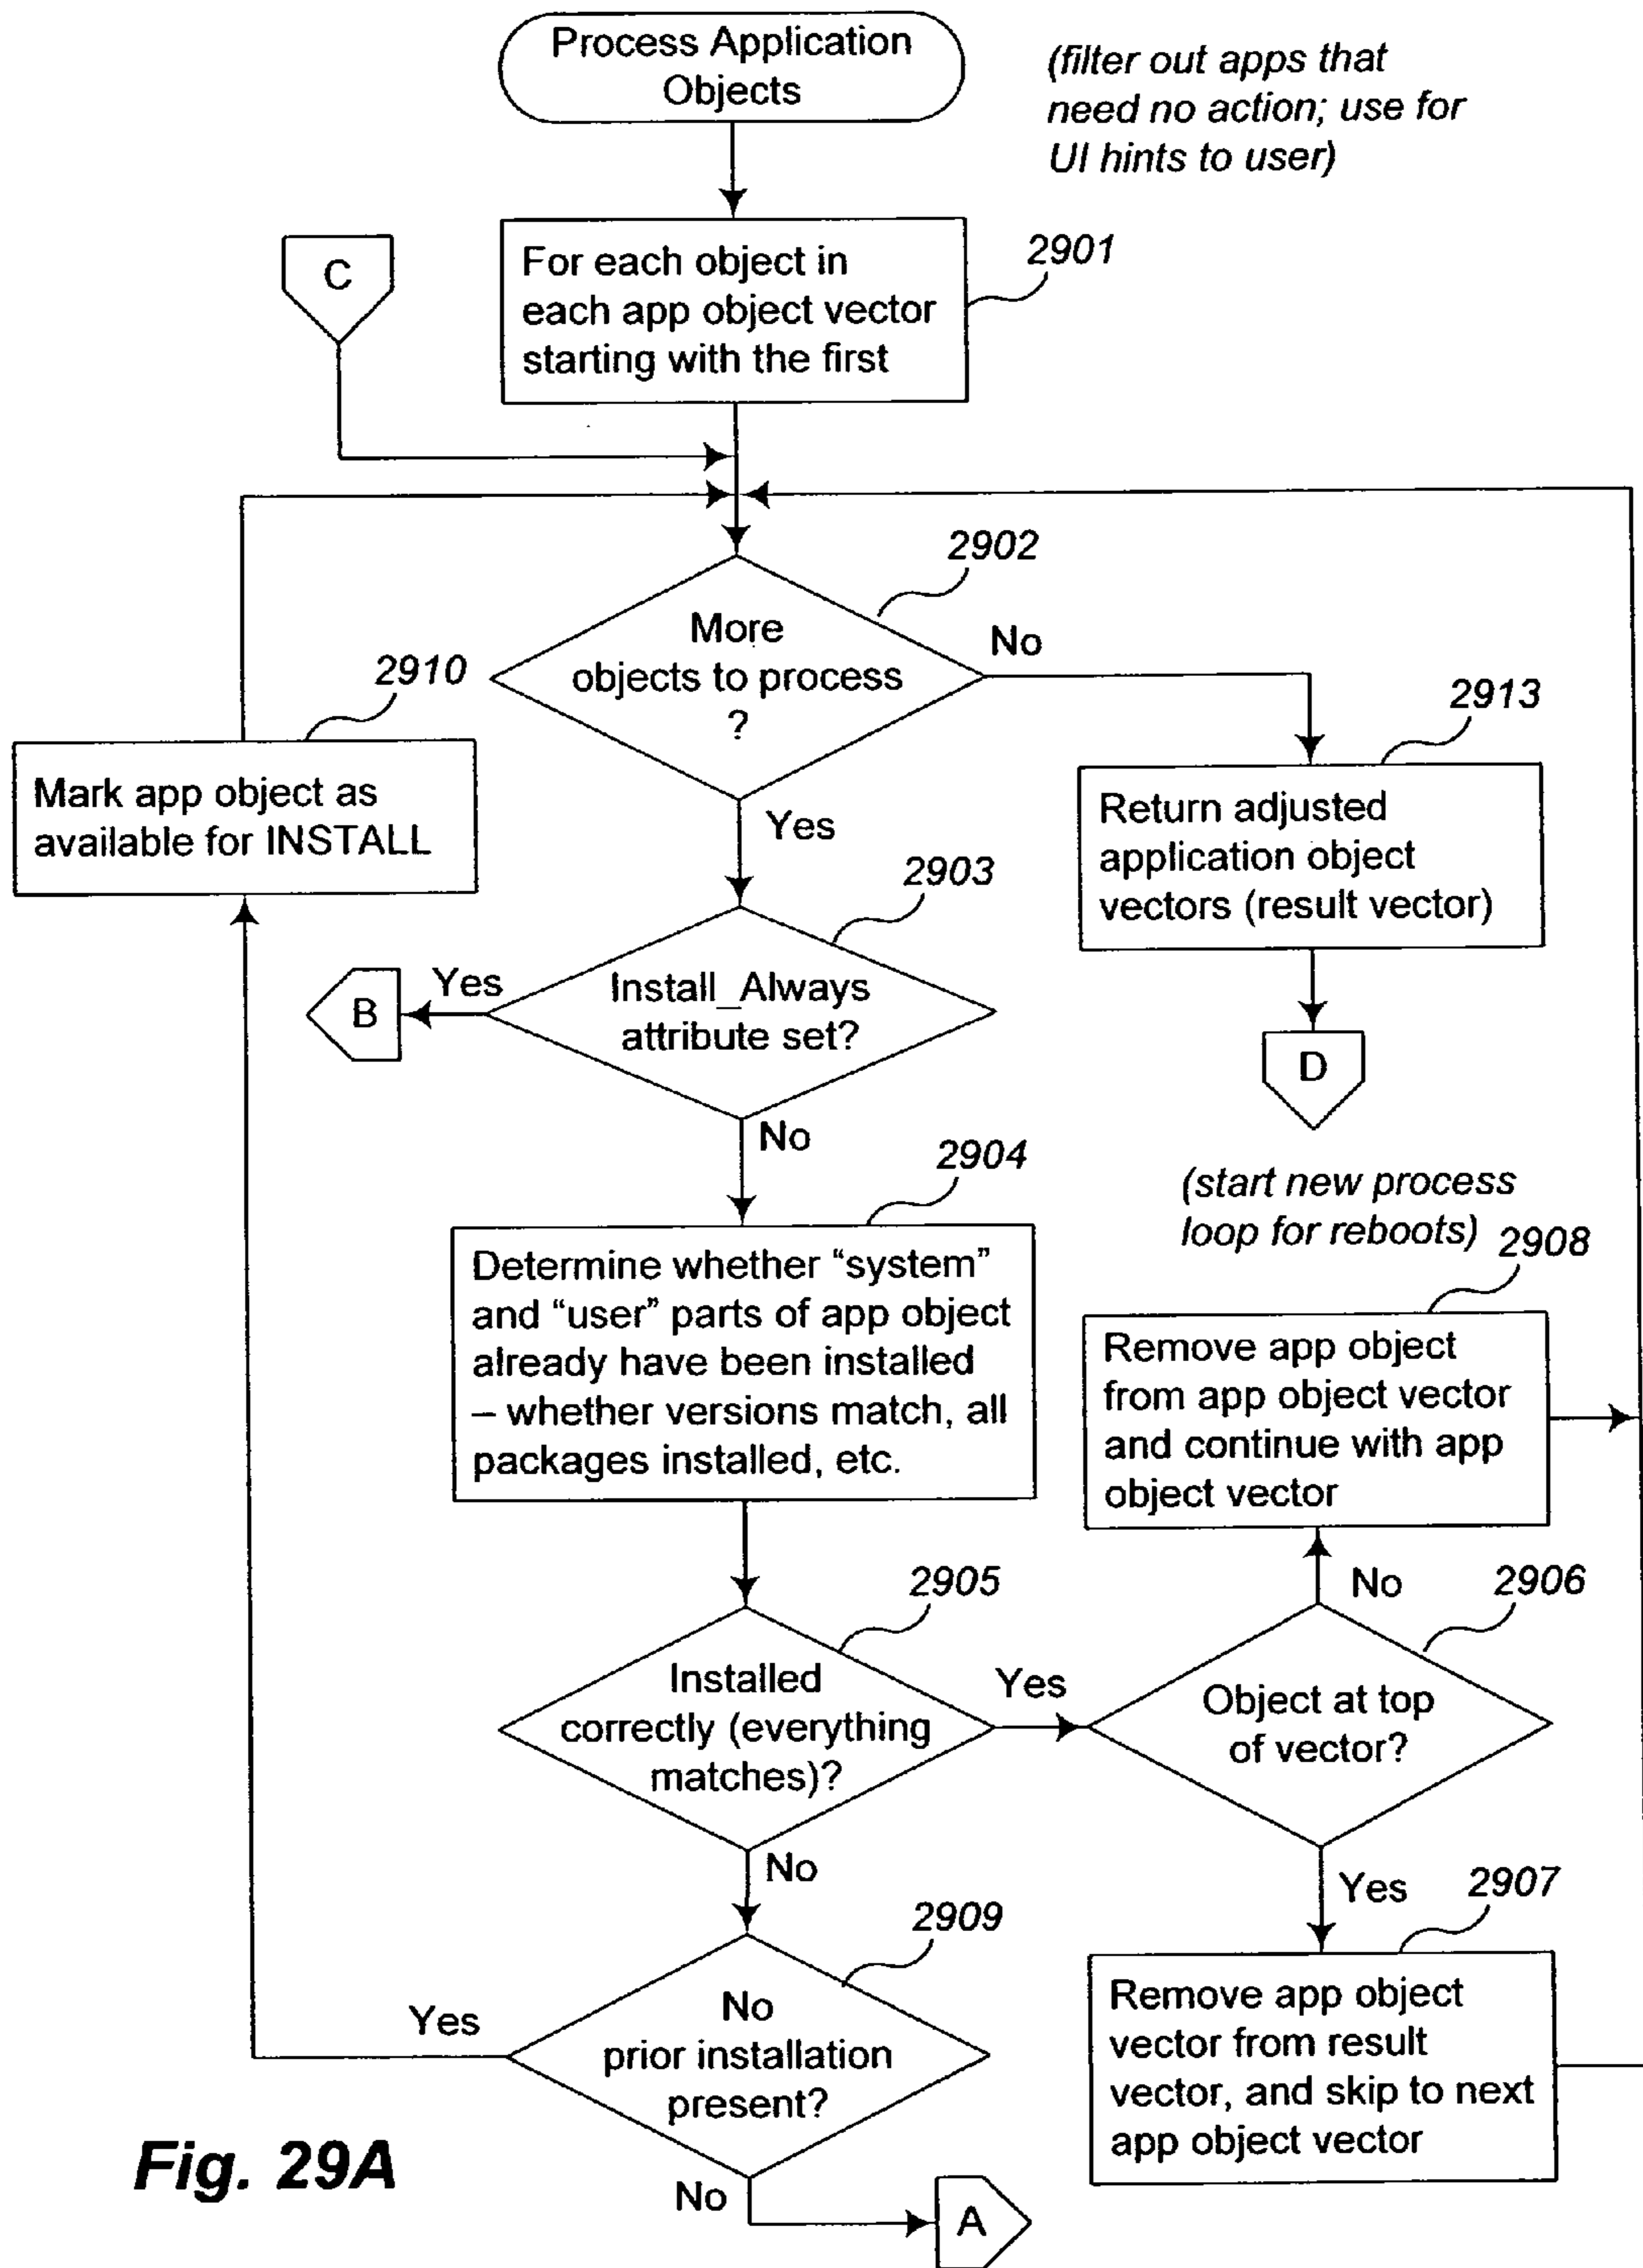 Process Application
Objects
(filter out apps that
need no action; use for
UI hints to user)
C
For each object in
each app object vector
starting with the first
2901
2902
More
objects to process
?
No
2910
2913
Mark app object as
available for INSTALL
Yes
Return adjusted
application object
vectors (result vector)
2903
B
Yes
Install_Always
attribute set?
D
No
2904
(start new process
loop for reboots)
2908
Determine whether “system”
and “user” parts of app object
already have been installed
– whether versions match, all
packages installed, etc.
Remove app object
from app object vector
and continue with app
object vector
2905
No
2906
Installed
correctly (everything
matches)?
Yes
Object at top
of vector?
No
Yes
2907
2909
Yes
No
prior installation
present?
Remove app object
vector from result
vector, and skip to next
app object vector
Fig. 29A
No
A